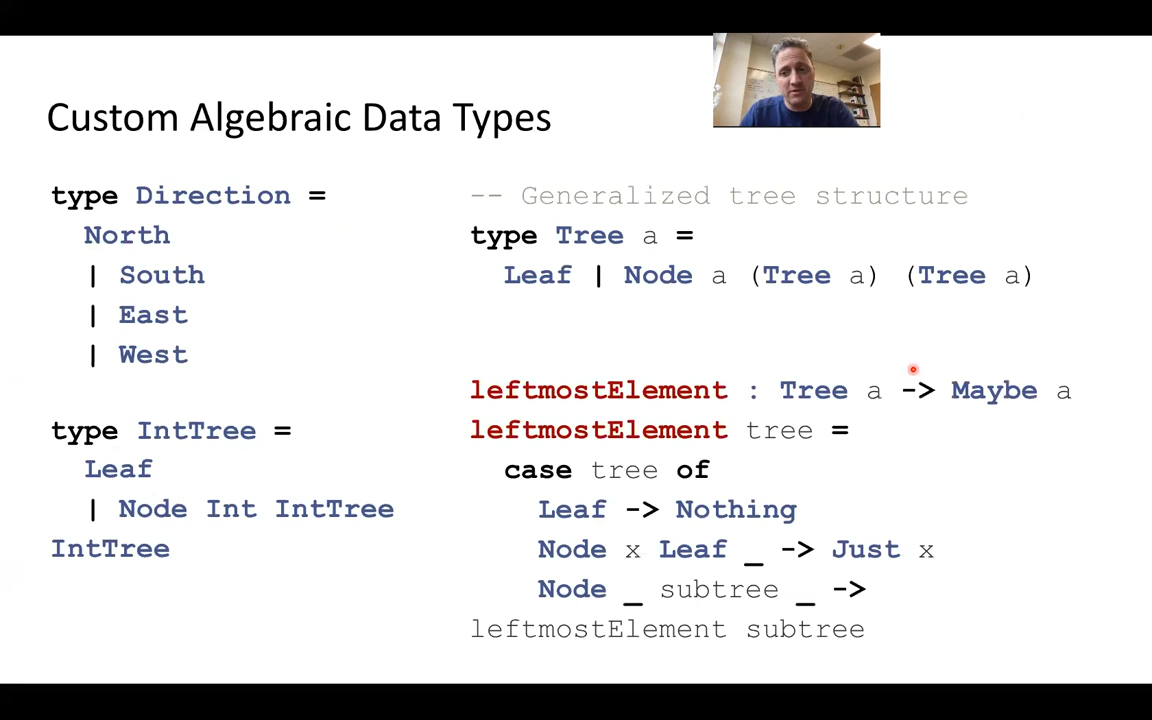 Custom Algebraic Data Types
type Direction =
North
| South
| East
| West
type IntTree =
Leaf
| Node Int IntTree
IntTree
-- Generalized tree structure
type Tree a =
Leaf | Node a (Tree a) (Tree a)
leftmostElement : Tree a -> Maybe a
leftmostElement tree =
case tree of
Leaf -> Nothing
Node x Leaf _ -> Just x
Node _ subtree _ ->
leftmostElement subtree